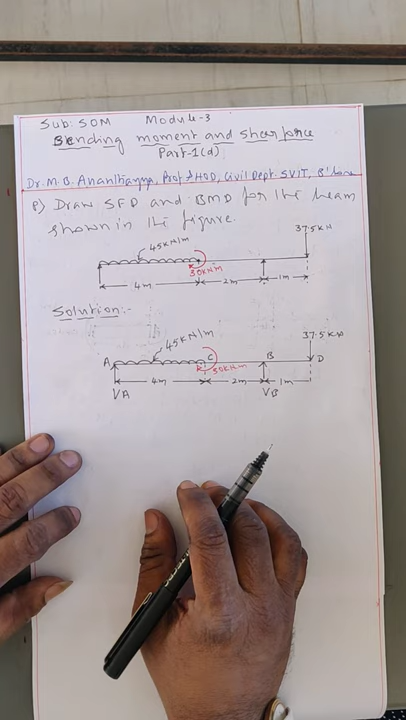 Sub: SOM Module-3
Bending moment and shear force
Part-1(d)
Dr. M. B. Ananthayya, Prof & HOD, Civil Dept. SVIT, B'lore
P) Draw SFD and BMD for the beam
shown in the figure.
45kN/m
37.5KN
30kNm
4m 2m 1m
Solution:-
45kN/m
37.5KN
A C B D
30kNm
4m 2m 1m
VA VB